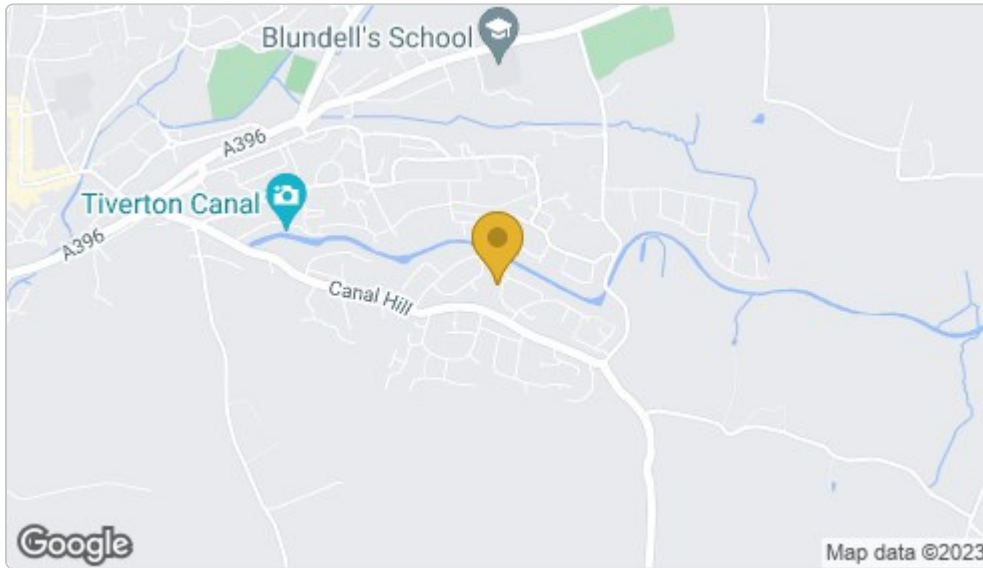 Blundell's School
A396
Tiverton Canal
A396
Canal Hill
Google
Map data ©2023